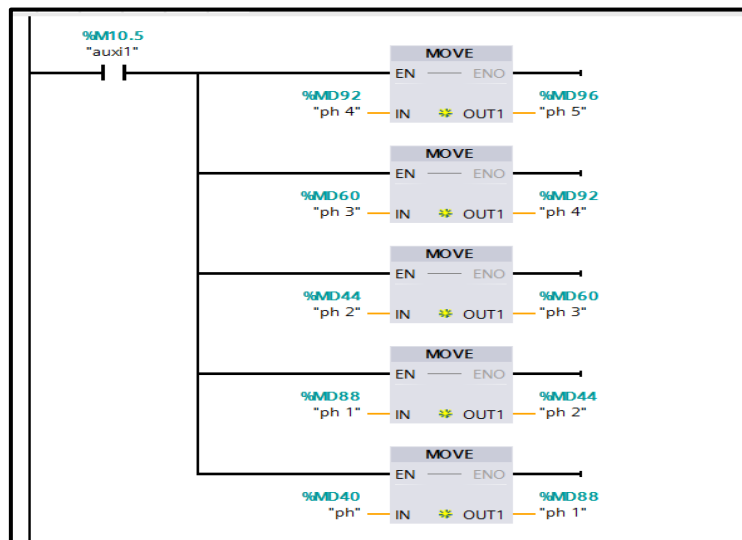 %M10.5
"auxi1"
MOVE
EN ENO
%MD92 %MD96
"ph 4" IN OUT1 "ph 5"
MOVE
EN ENO
%MD60 %MD92
"ph 3" IN OUT1 "ph 4"
MOVE
EN ENO
%MD44 %MD60
"ph 2" IN OUT1 "ph 3"
MOVE
EN ENO
%MD88 %MD44
"ph 1" IN OUT1 "ph 2"
MOVE
EN ENO
%MD40 %MD88
"ph" IN OUT1 "ph 1"